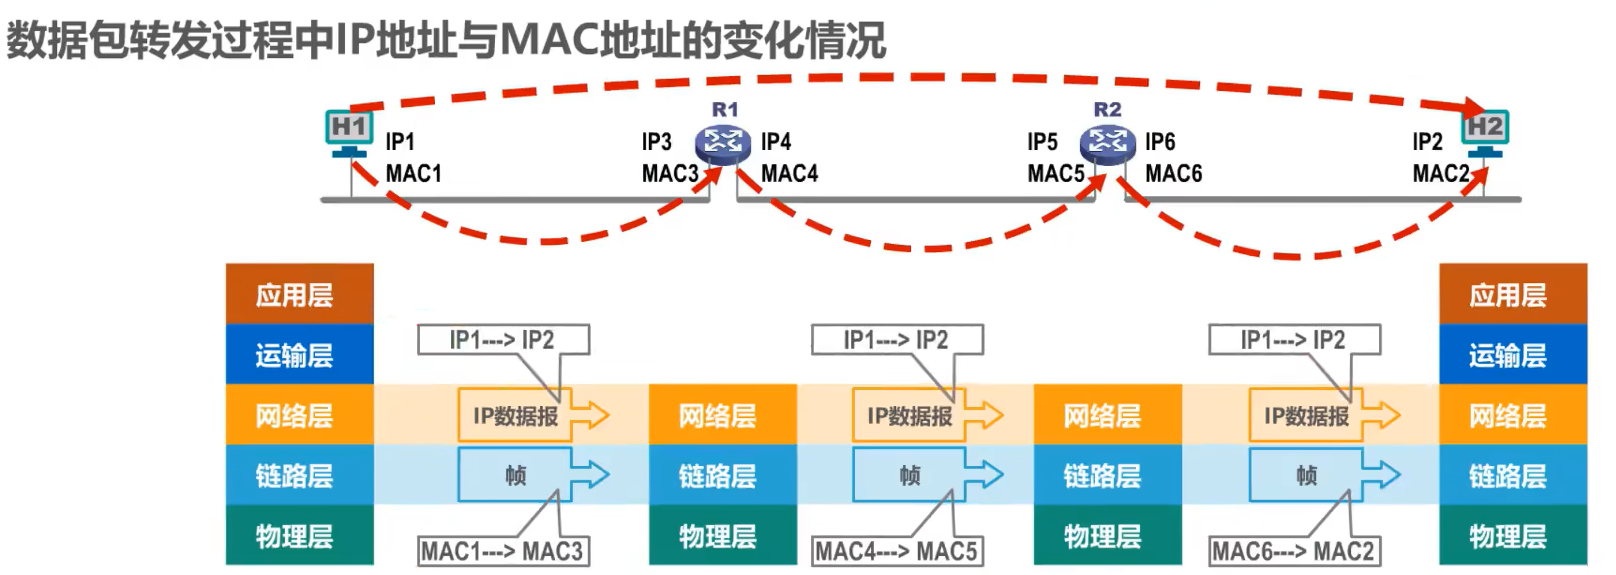 数据包转发过程中IP地址与MAC地址的变化情况
R1
R2
H1
H2
IP1
IP3
IP4
IP5
IP6
IP2
MAC1
MAC3
MAC4
MAC5
MAC6
MAC2
应用层
应用层
运输层
IP1---> IP2
IP1---> IP2
IP1---> IP2
运输层
网络层
IP数据报
网络层
IP数据报
网络层
IP数据报
网络层
链路层
帧
链路层
帧
链路层
帧
链路层
物理层
MAC1---> MAC3
物理层
MAC4---> MAC5
物理层
MAC6---> MAC2
物理层